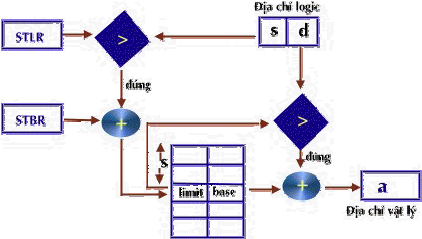 Địa chỉ logic
STLR
>
s d
đúng
STBR
+
>
s
đúng
limit base
+
a
Địa chỉ vật lý